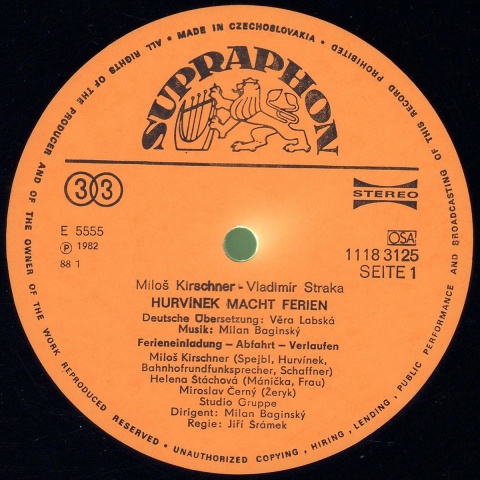 ALL RIGHTS OF THE PRODUCER AND OF THE OWNER OF THE WORK REPRODUCED RESERVED • UNAUTHORIZED COPYING, HIRING, LENDING, PUBLIC PERFORMANCE AND BROADCASTING OF THIS RECORD PROHIBITED • MADE IN CZECHOSLOVAKIA •
SUPRAPHON
33
STEREO
E 5555
Ⓟ 1982
88 1
OSA
1118 3125
SEITE 1
Miloš Kirschner - Vladimír Straka
HURVÍNEK MACHT FERIEN
Deutsche Übersetzung: Věra Labská
Musik: Milan Baginský
Ferieneinladung – Abfahrt – Verlaufen
Miloš Kirschner (Spejbl, Hurvínek,
Bahnhofrundfunksprecher, Schaffner)
Helena Štáchová (Mánička, Frau)
Miroslav Černý (Žeryk)
Studio Gruppe
Dirigent: Milan Baginský
Regie: Jiří Šrámek